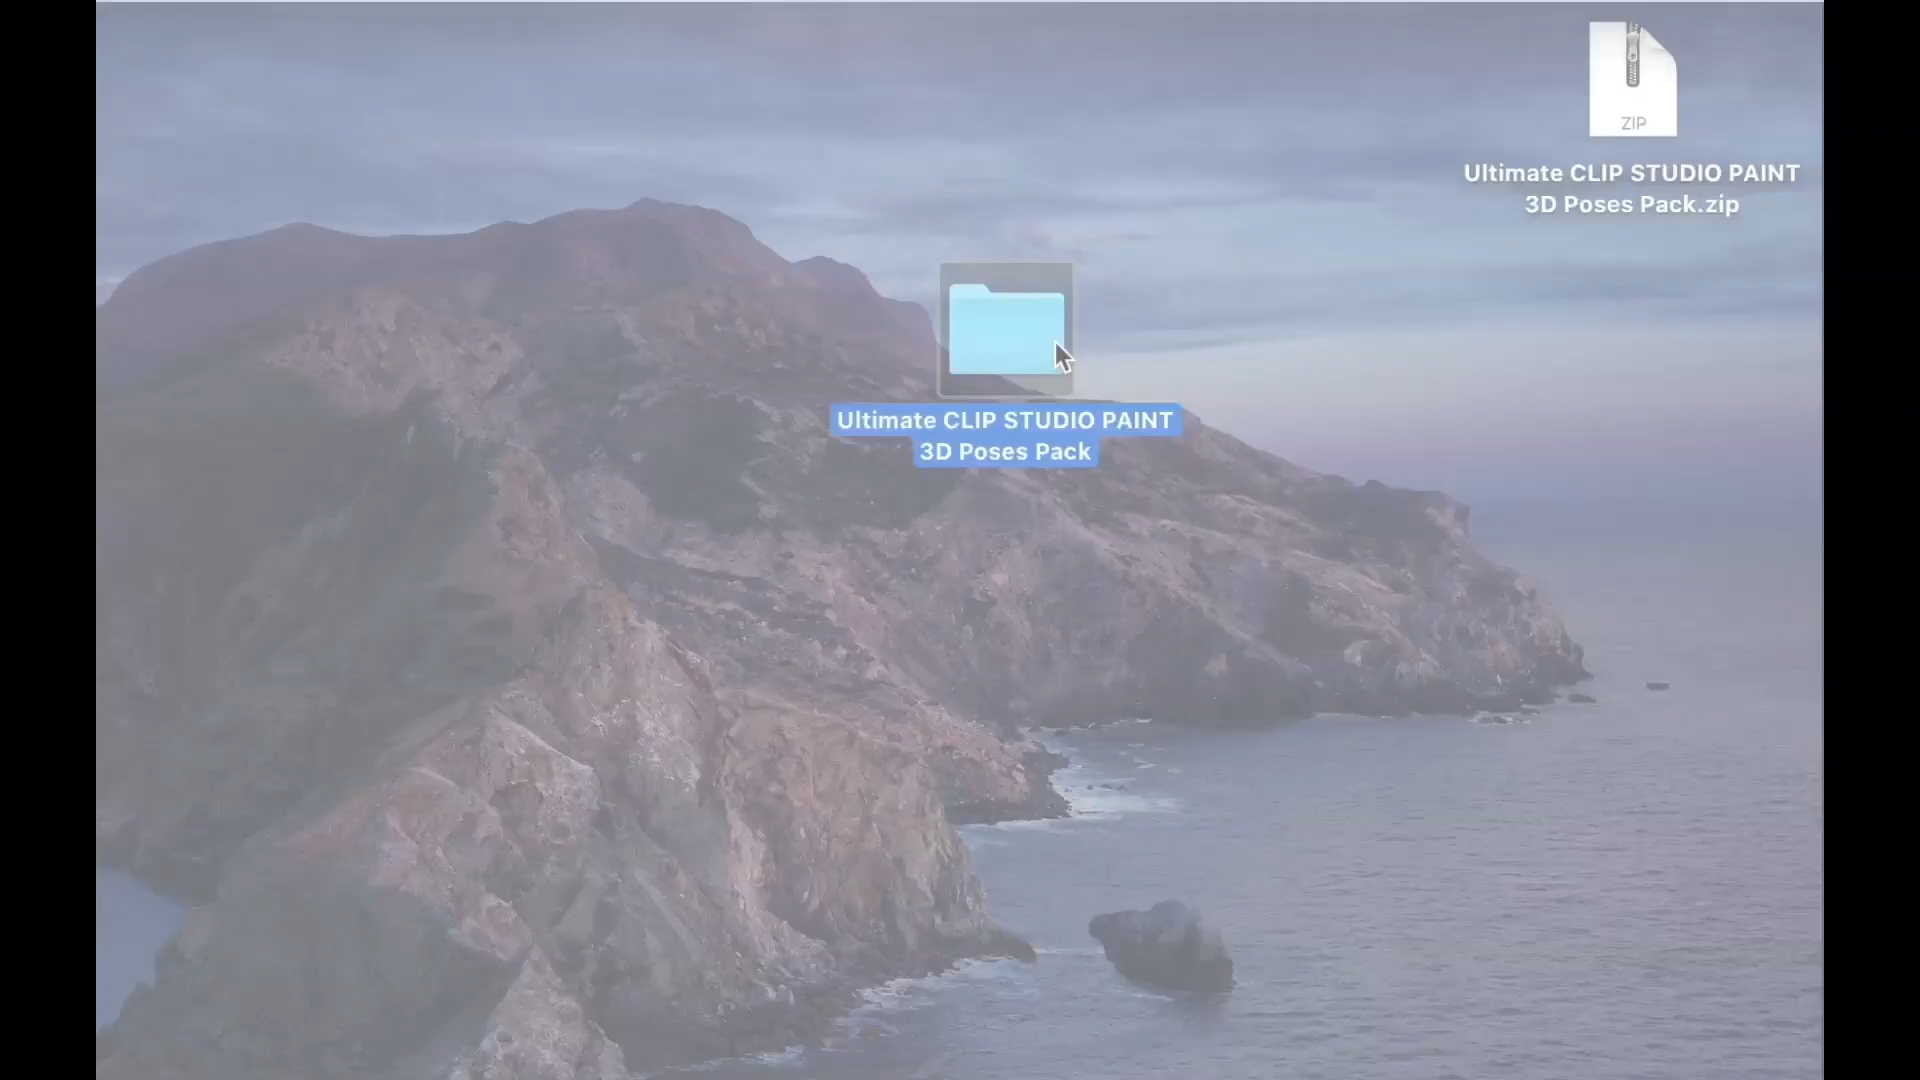 ZIP
Ultimate CLIP STUDIO PAINT
3D Poses Pack.zip
Ultimate CLIP STUDIO PAINT
3D Poses Pack